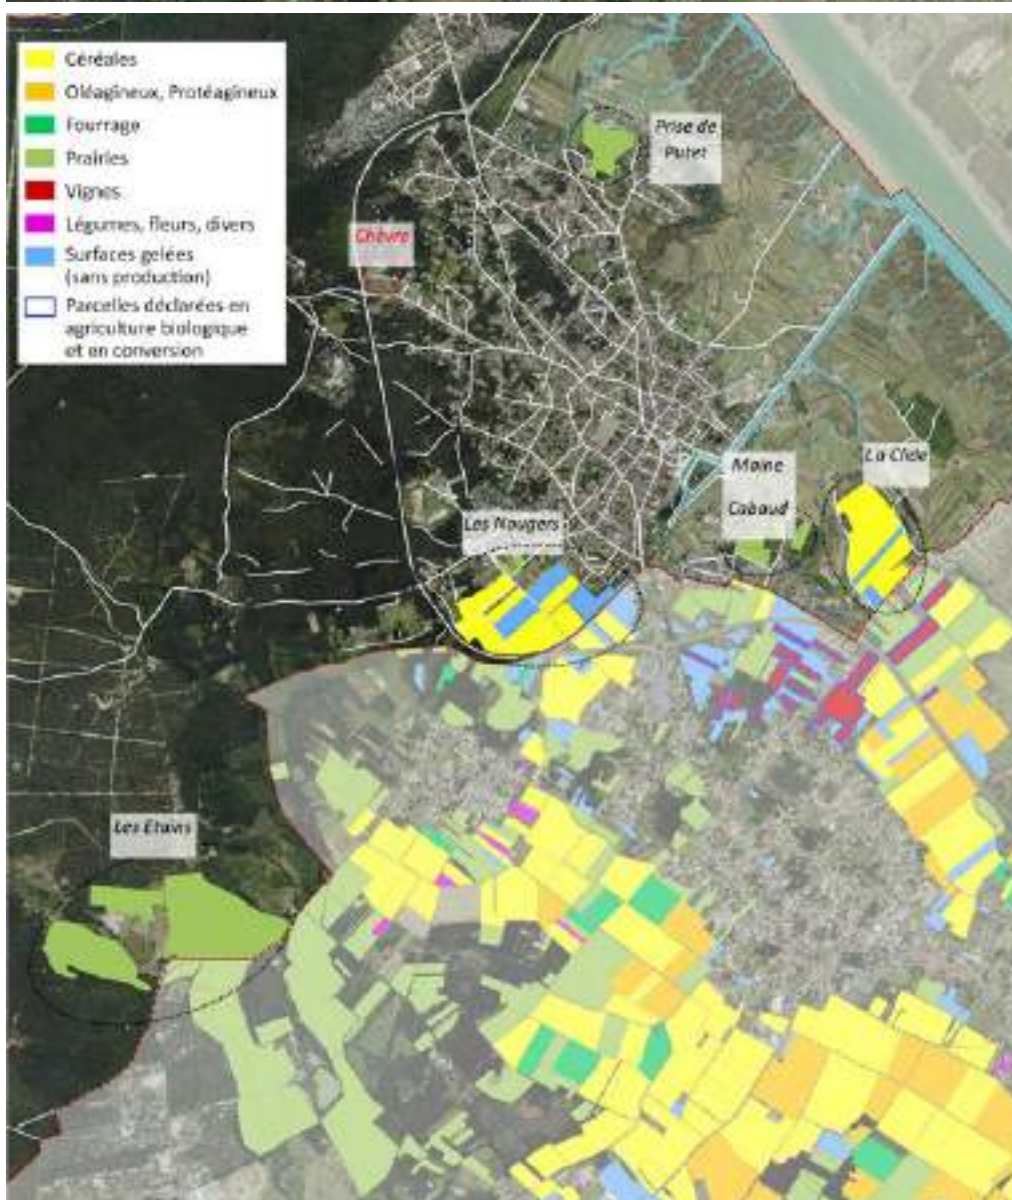 Céréales
Oléagineux, Protéagineux
Fourrage
Prairies
Vignes
Légumes, fleurs, divers
Surfaces gelées
(sans production)
Parcelles déclarées en
agriculture biologique
et en conversion
Prise de
Putet
Chèvre
La Clide
Maine
Cabaud
Les Nougers
Les Etains